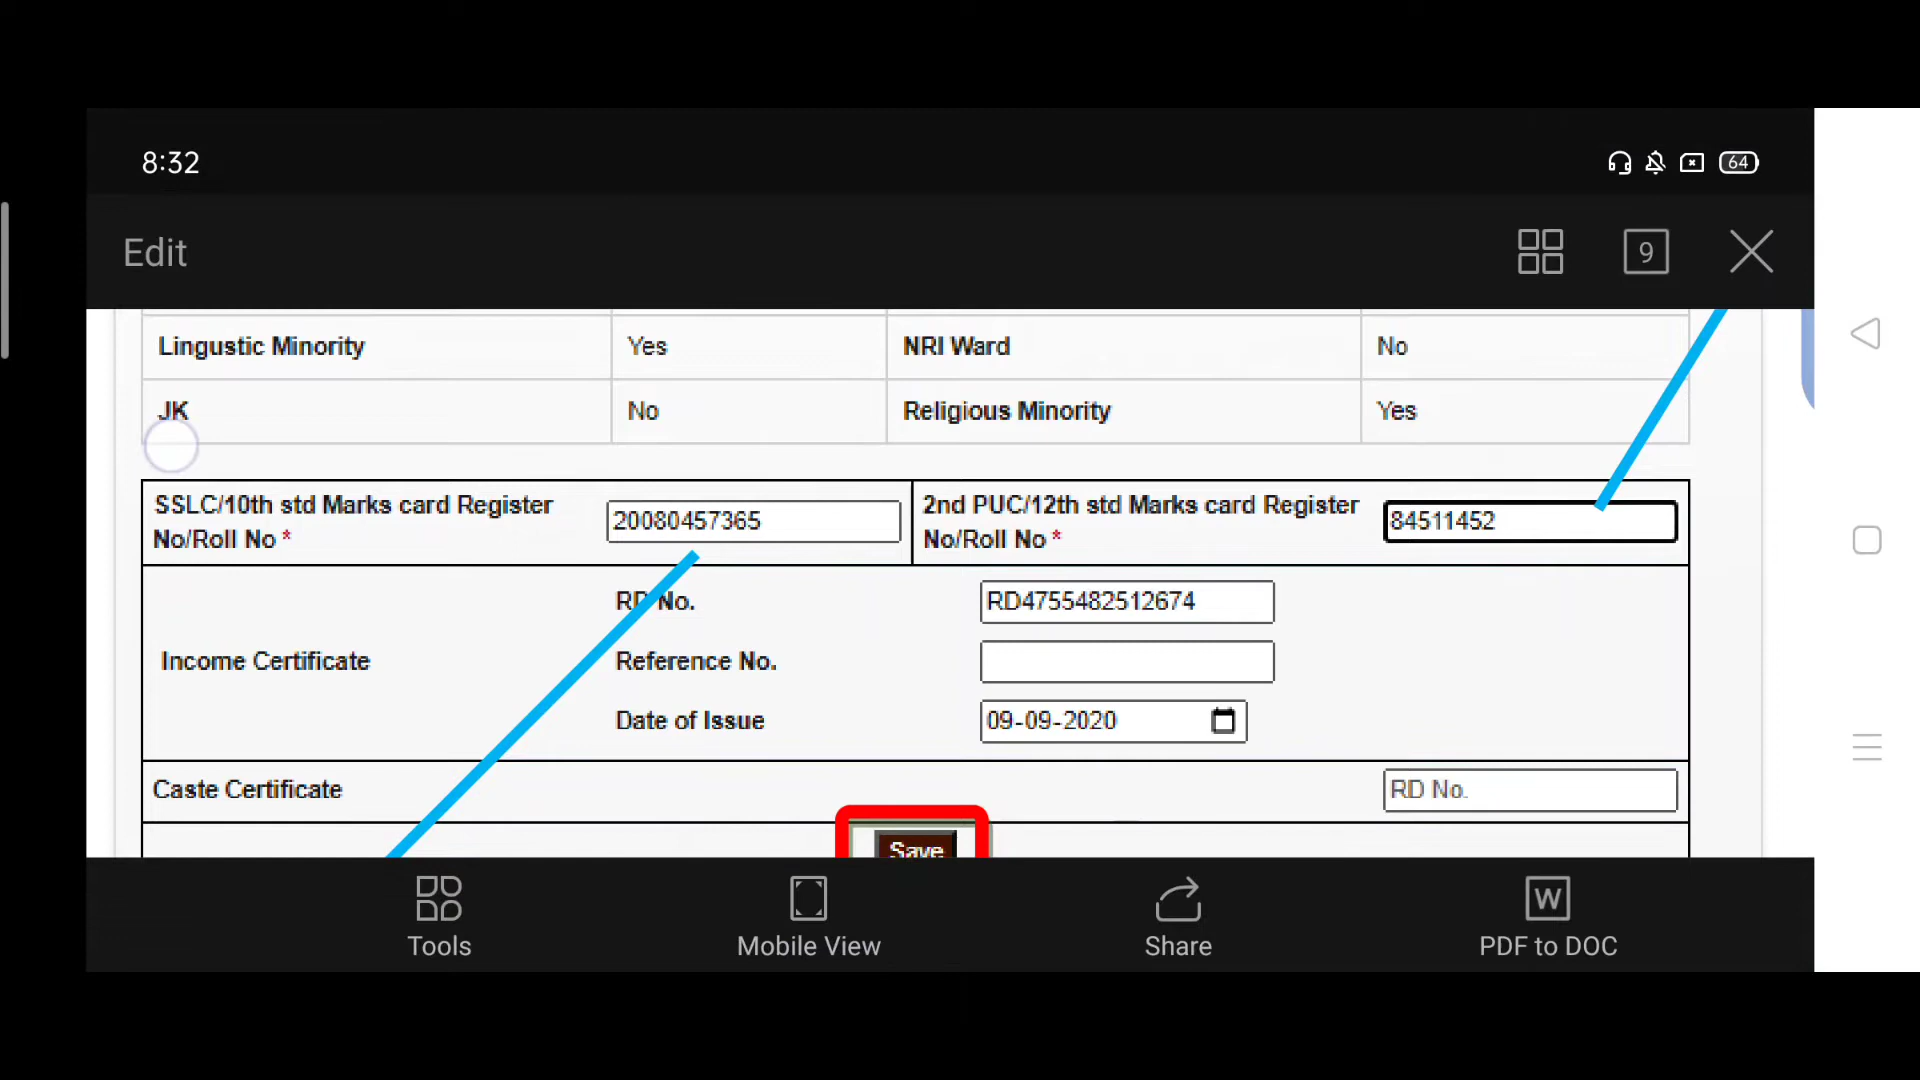 8:32
64
Edit
9
Lingustic Minority Yes NRI Ward No
JK No Religious Minority Yes
SSLC/10th std Marks card Register No/Roll No * 20080457365
2nd PUC/12th std Marks card Register No/Roll No * 84511452
Income Certificate
RD No. RD4755482512674
Reference No.
Date of Issue 09-09-2020
Caste Certificate RD No.
Save
Tools Mobile View Share W PDF to DOC